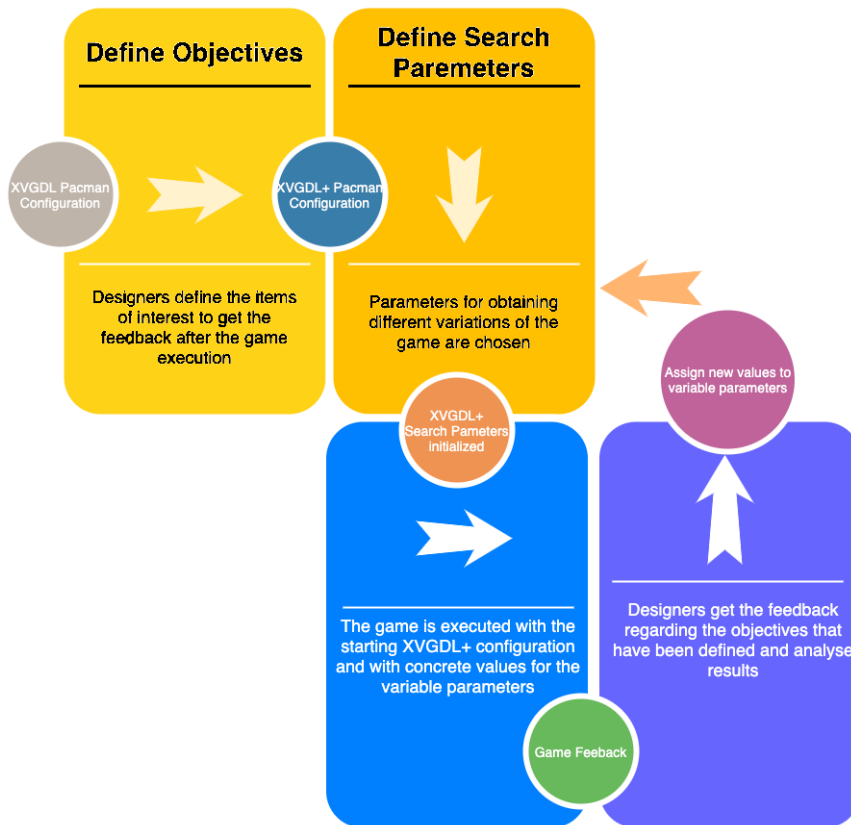 Define Objectives
Define Search
Paremeters
XVGDL Pacman
Configuration
XVGDL+ Pacman
Configuration
Designers define the items
of interest to get the
feedback after the game
execution
Parameters for obtaining
different variations of the
game are chosen
Assign new values to
variable parameters
XVGDL+
Search Pameters
initialized
The game is executed with the
starting XVGDL+ configuration
and with concrete values for the
variable parameters
Designers get the feedback
regarding the objectives that
have been defined and analyse
results
Game Feeback